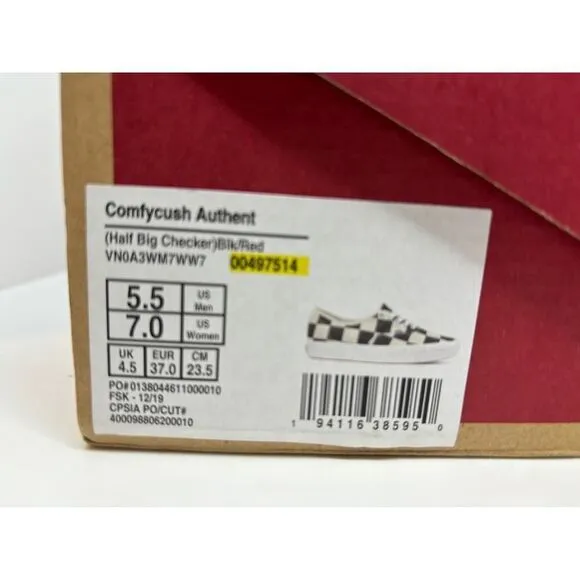 Comfycush Authent
(Half Big Checker)Blk/Red
VN0A3WM7WW7 00497514
5.5 US Men
7.0 US Women
UK EUR CM
4.5 37.0 23.5
PO# 0138044611000010
FSK - 12/19
CPSIA PO/CUT#
400098806200010
1 94116 38595 0